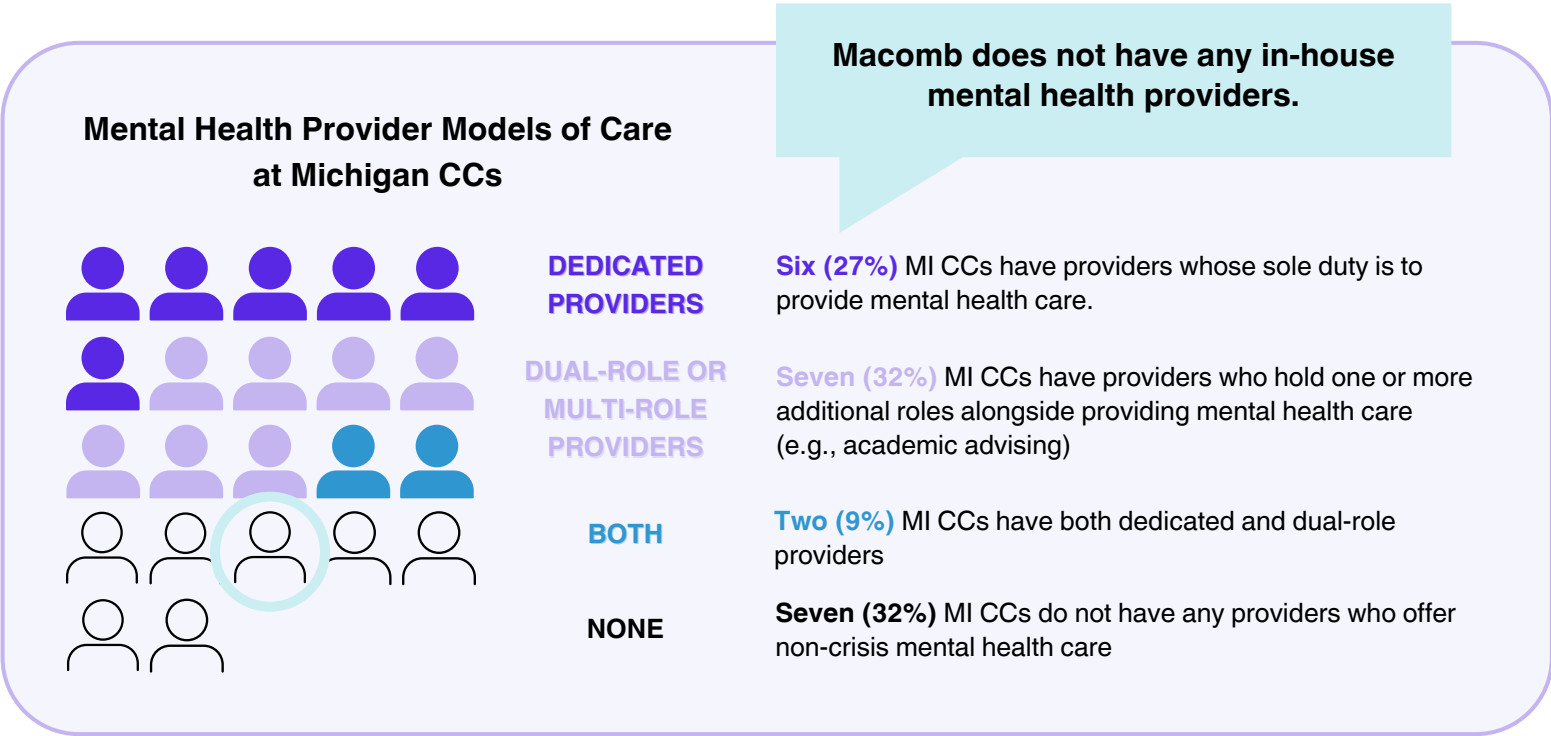 Macomb does not have any in-house
mental health providers.
Mental Health Provider Models of Care
at Michigan CCs
DEDICATED
PROVIDERS
Six (27%) MI CCs have providers whose sole duty is to
provide mental health care.
DUAL-ROLE OR
MULTI-ROLE
PROVIDERS
Seven (32%) MI CCs have providers who hold one or more
additional roles alongside providing mental health care
(e.g., academic advising)
BOTH
Two (9%) MI CCs have both dedicated and dual-role
providers
NONE
Seven (32%) MI CCs do not have any providers who offer
non-crisis mental health care